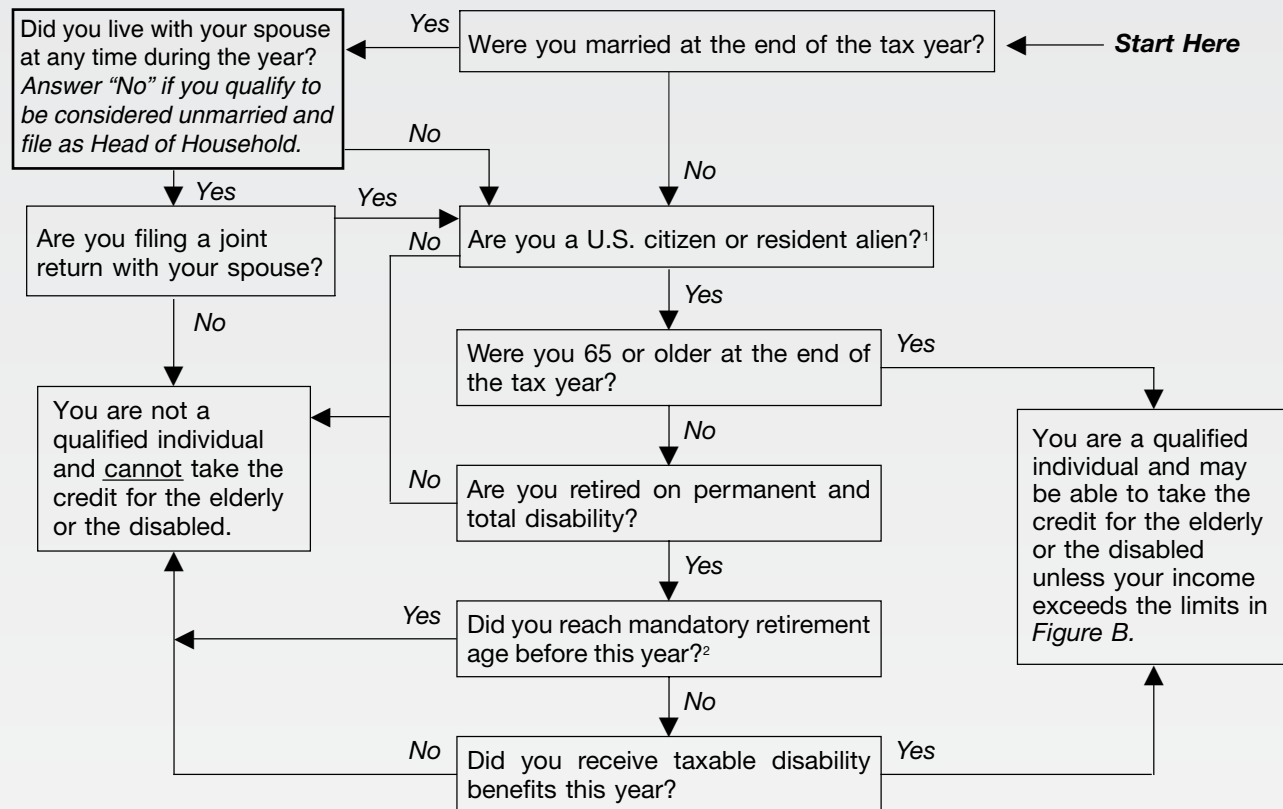 Start Here
Were you married at the end of the tax year?
Yes
No
Did you live with your spouse
at any time during the year?
Answer “No” if you qualify to
be considered unmarried and
file as Head of Household.
No
Yes
Are you filing a joint
return with your spouse?
Yes
No
Are you a U.S. citizen or resident alien?¹
No
Yes
Were you 65 or older at the end of
the tax year?
Yes
No
You are not a
qualified individual
and cannot take the
credit for the elderly
or the disabled.
Are you retired on permanent and
total disability?
No
Yes
You are a qualified
individual and may
be able to take the
credit for the elderly
or the disabled
unless your income
exceeds the limits in
Figure B.
Did you reach mandatory retirement
age before this year?²
Yes
No
Did you receive taxable disability
benefits this year?
No
Yes